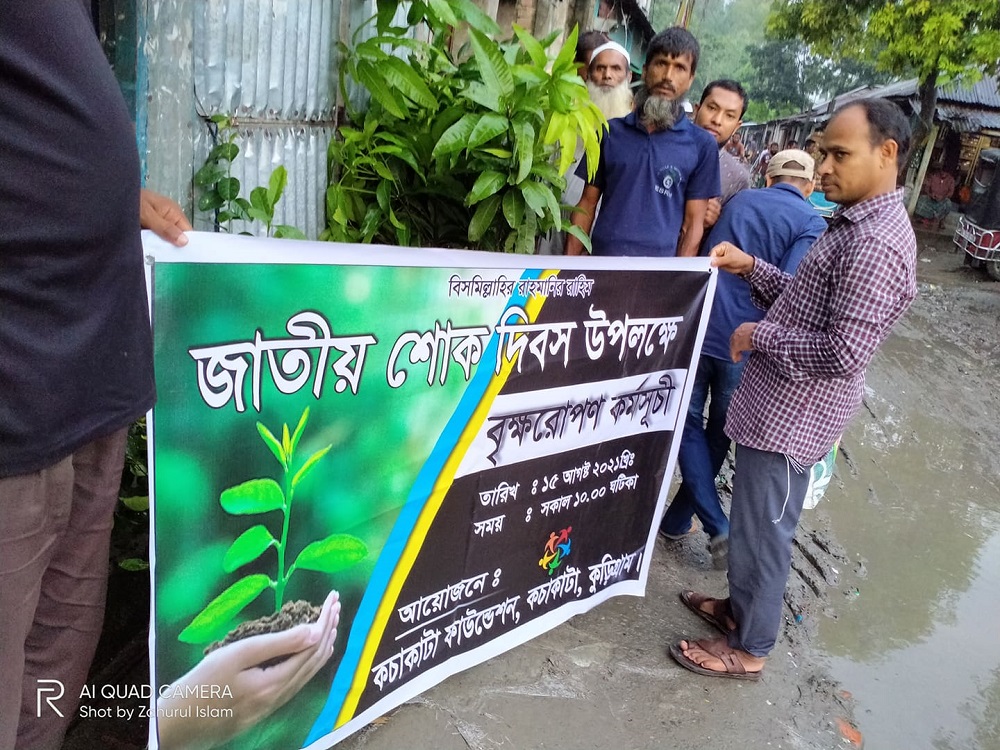 বিসমিল্লাহির রাহমানির রাহিম
জাতীয় শোক দিবস উপলক্ষে
বৃক্ষরোপণ কর্মসূচী
তারিখ : ১৫ আগষ্ট ২০২১খ্রিঃ
সময় : সকাল ১০.০০ ঘটিকা
আয়োজনে :
কচাকাটা ফাউন্ডেশন, কচাকাটা, কুড়িগ্রাম।
R AI QUAD CAMERA
Shot by Zahurul Islam